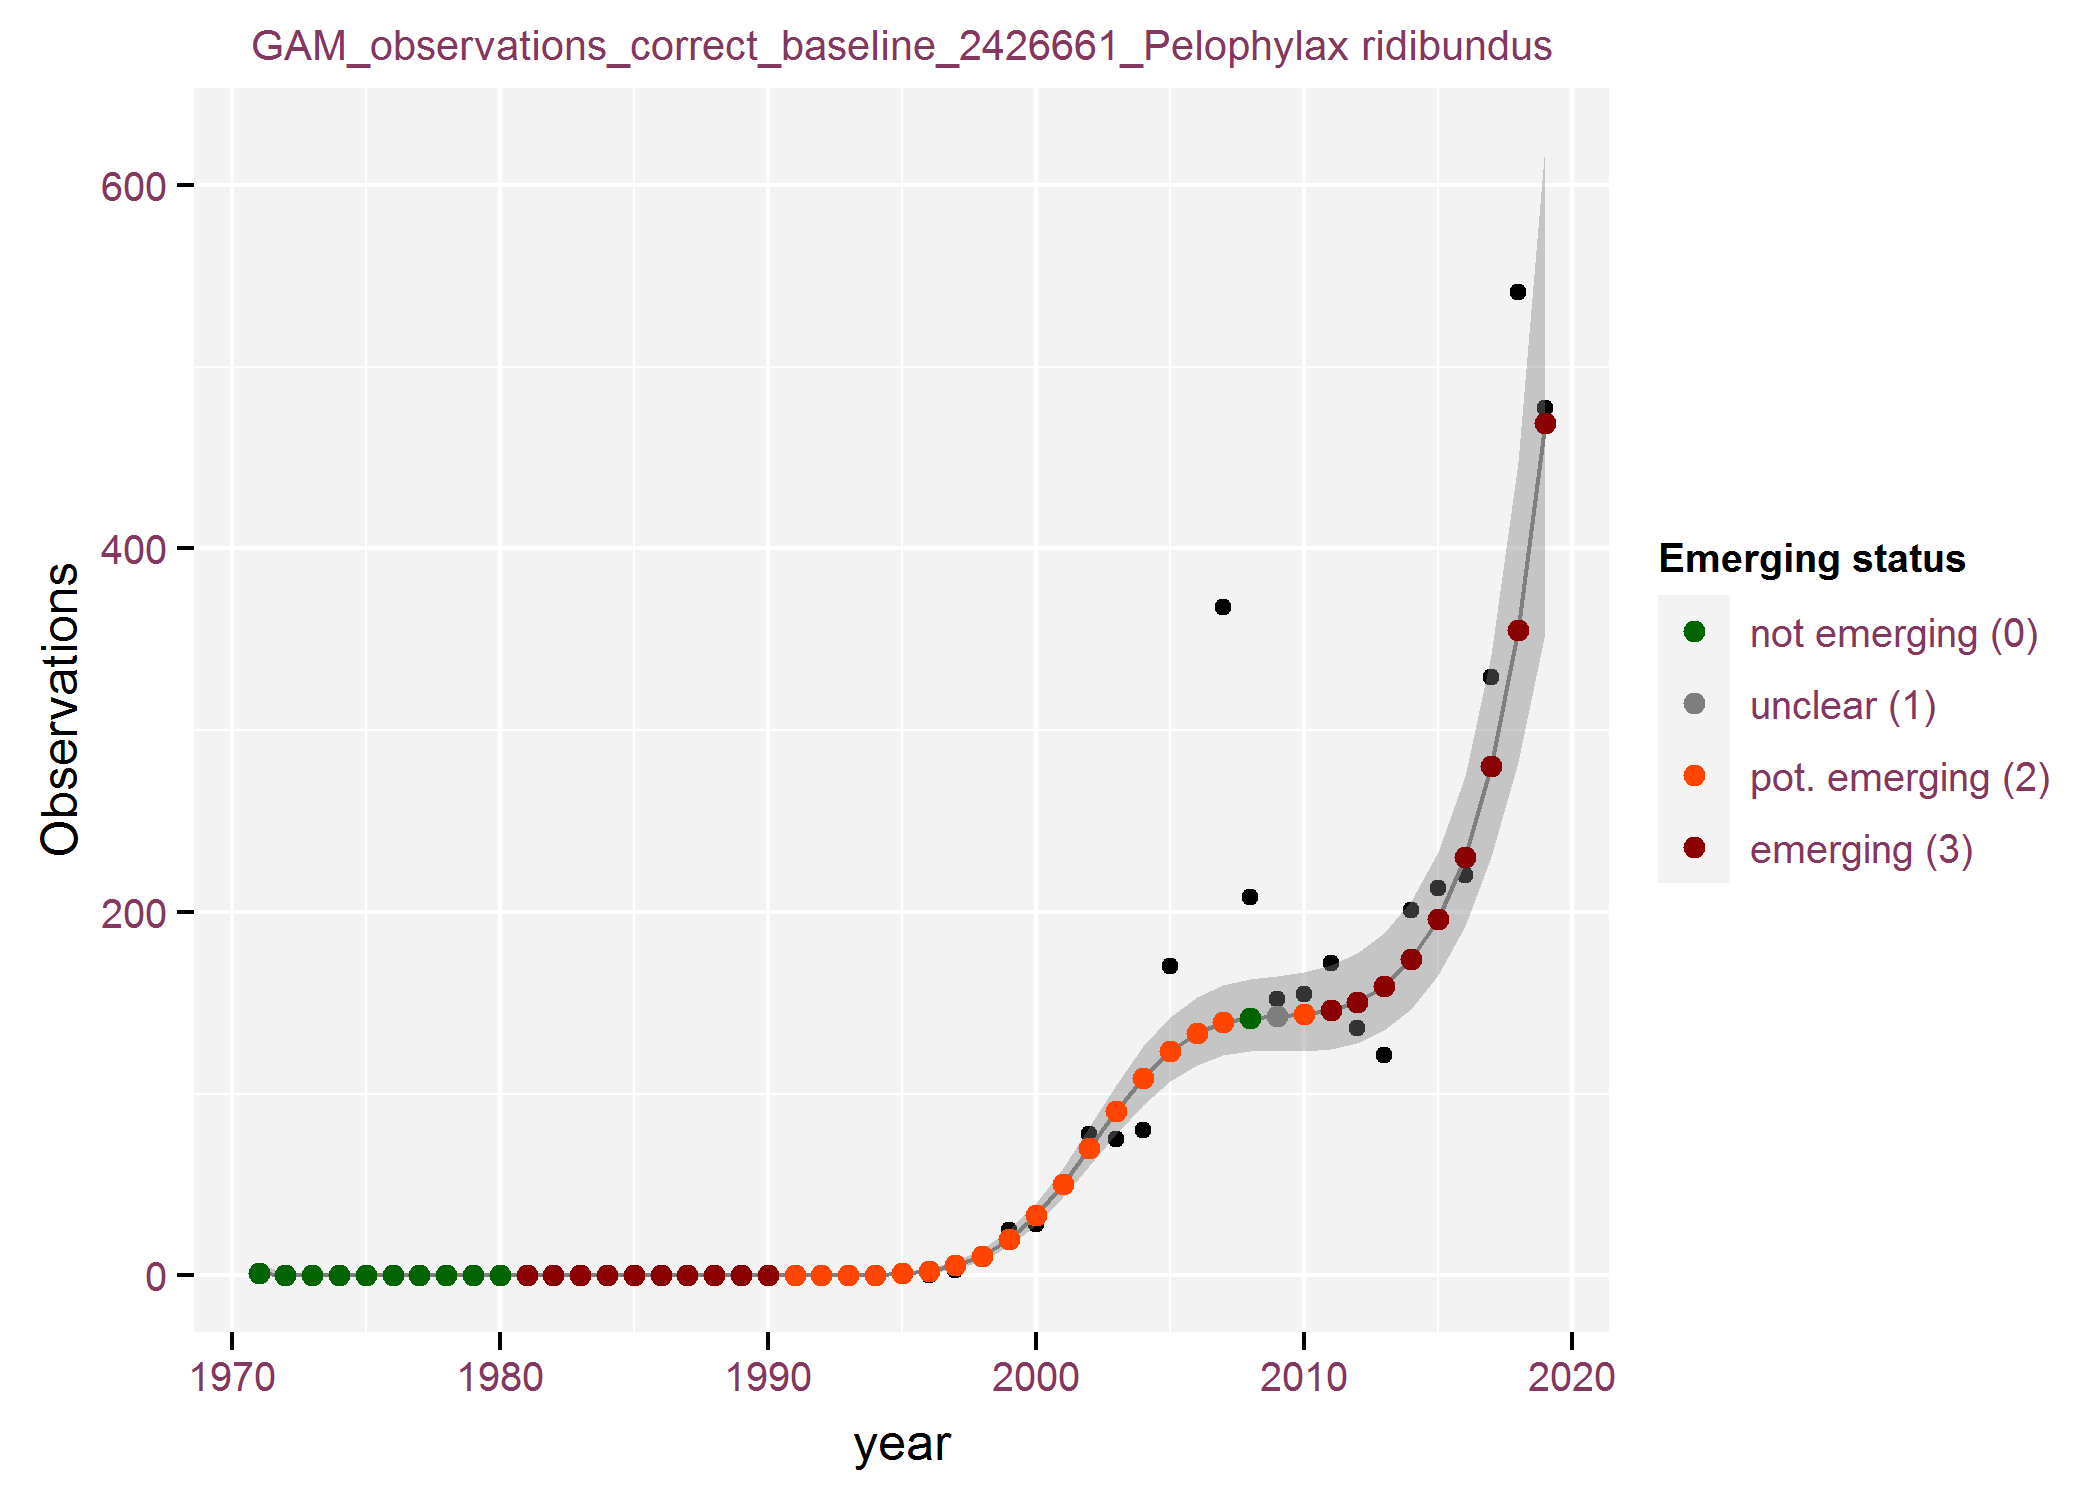 GAM_observations_correct_baseline_2426661_Pelophylax ridibundus
Observations
600
400
200
0
1970 1980 1990 2000 2010 2020
year
Emerging status
not emerging (0)
unclear (1)
pot. emerging (2)
emerging (3)